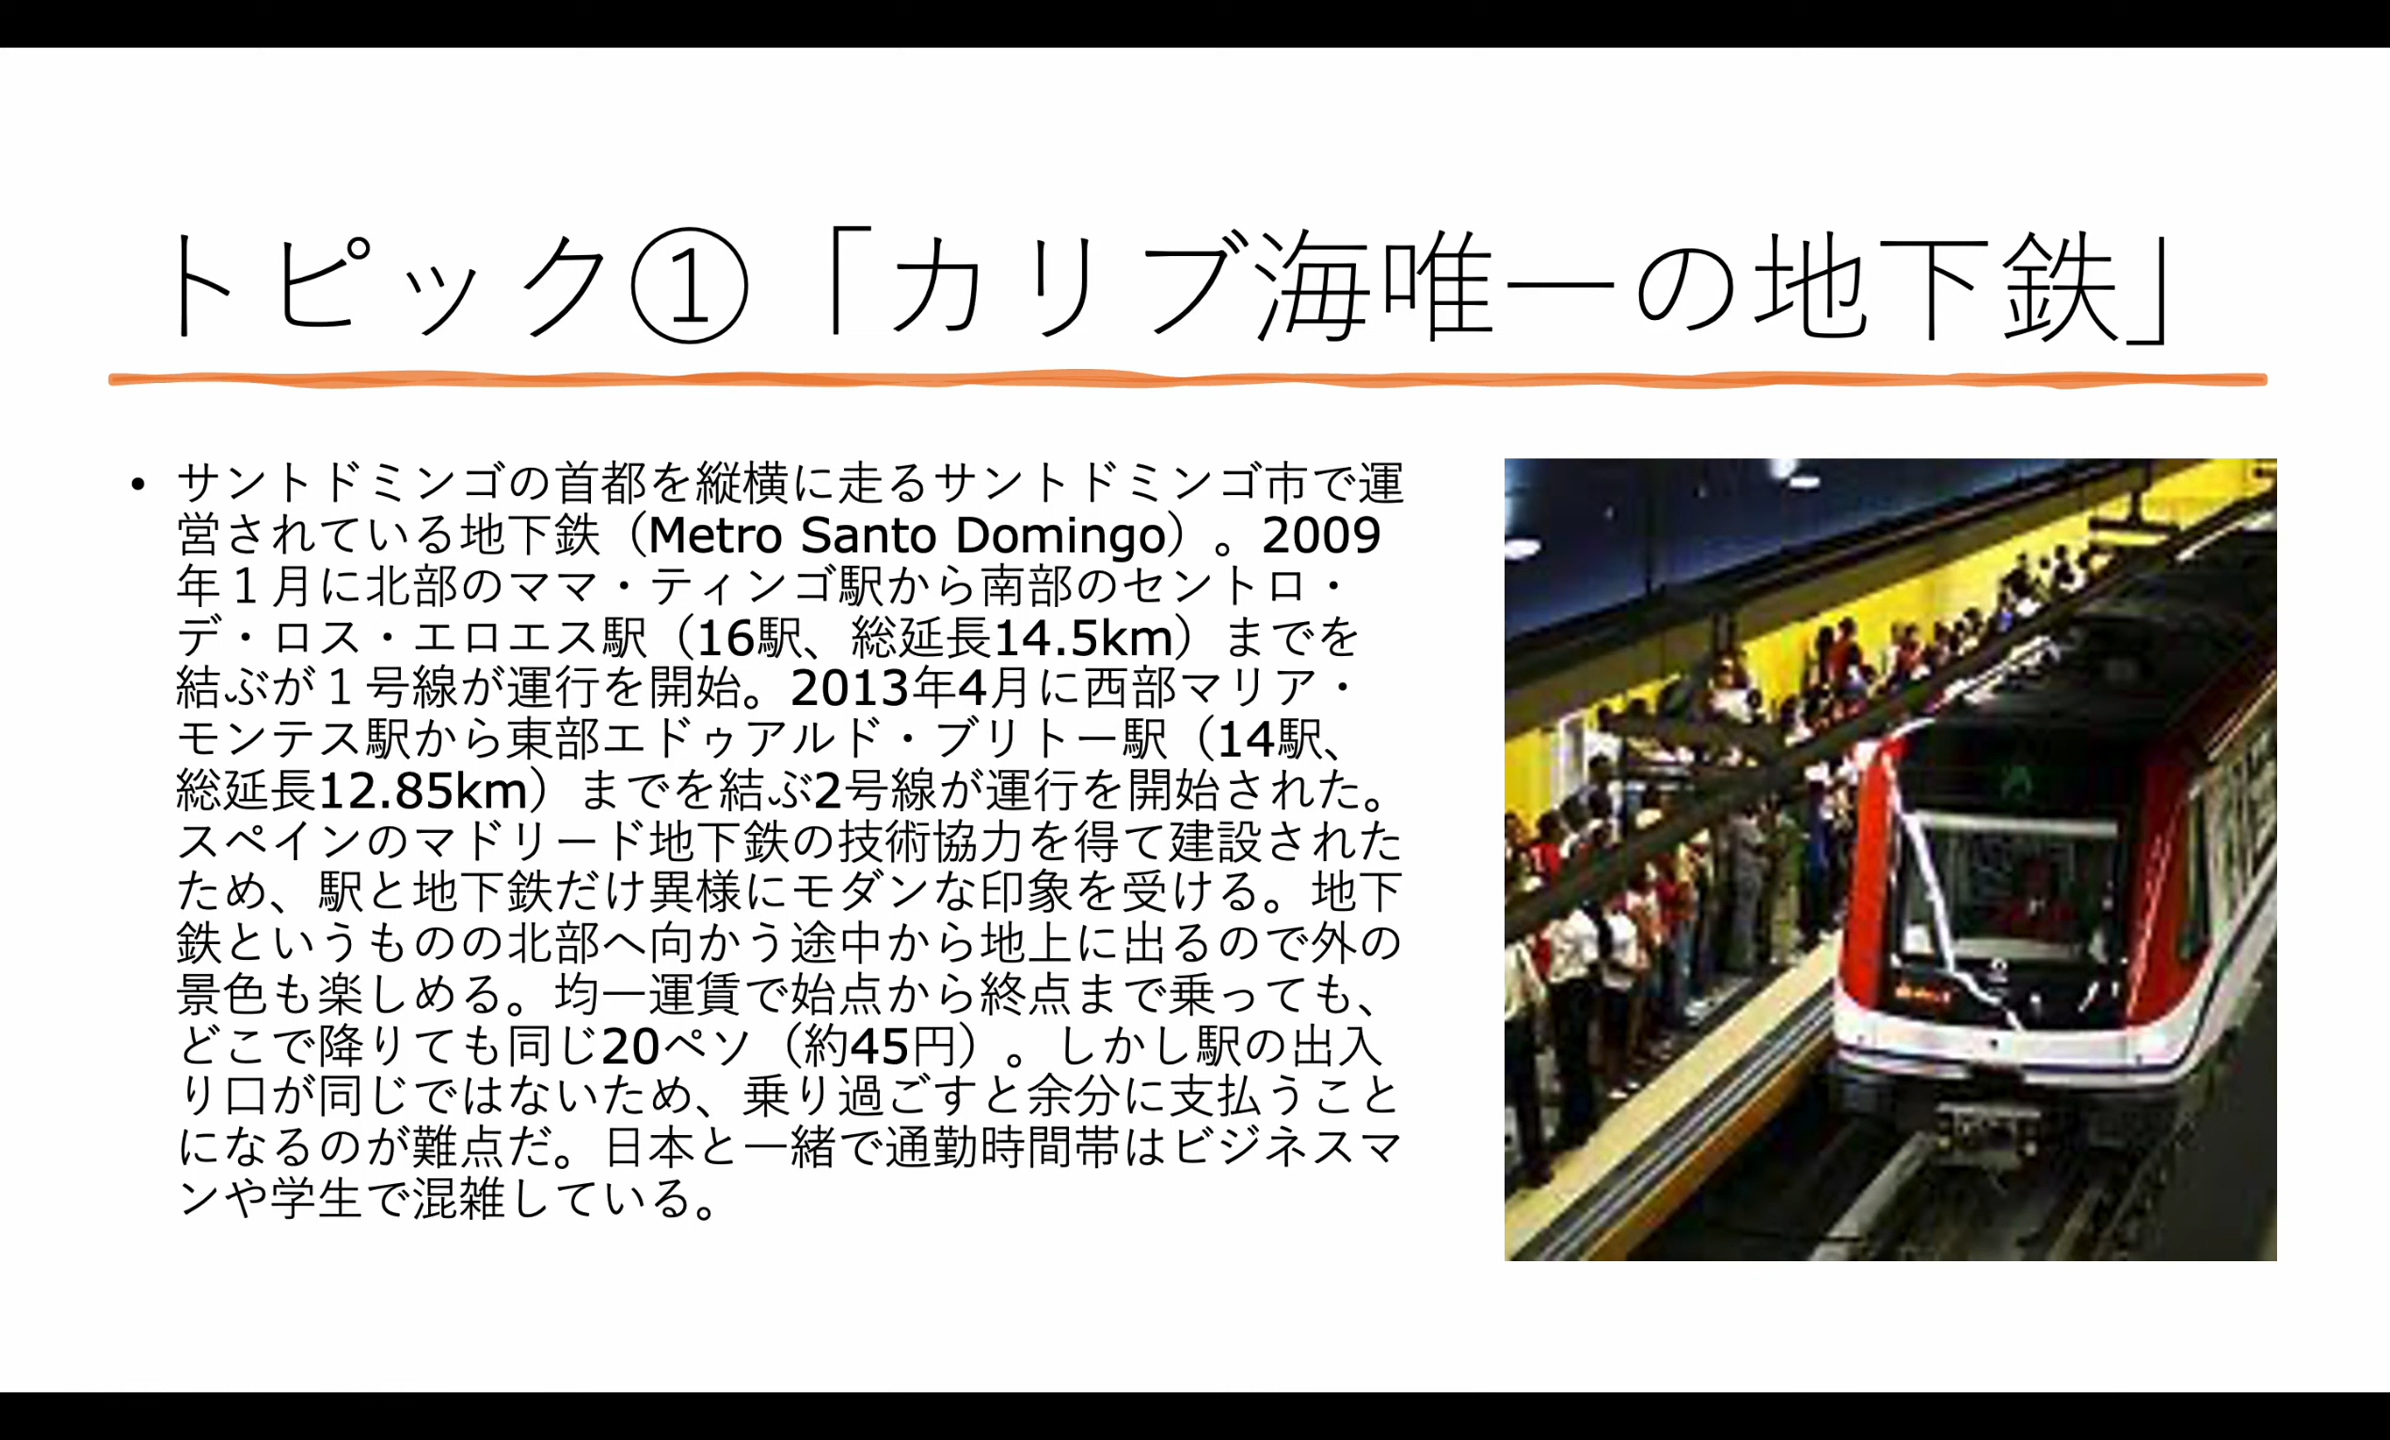 トピック①「カリブ海唯一の地下鉄」
• サントドミンゴの首都を縦横に走るサントドミンゴ市で運
営されている地下鉄（Metro Santo Domingo）。2009
年１月に北部のママ・ティンゴ駅から南部のセントロ・
デ・ロス・エロエス駅（16駅、総延長14.5km）までを
結ぶが１号線が運行を開始。2013年4月に西部マリア・
モンテス駅から東部エドゥアルド・ブリトー駅（14駅、
総延長12.85km）までを結ぶ2号線が運行を開始された。
スペインのマドリード地下鉄の技術協力を得て建設された
ため、駅と地下鉄だけ異様にモダンな印象を受ける。地下
鉄というものの北部へ向かう途中から地上に出るので外の
景色も楽しめる。均一運賃で始点から終点まで乗っても、
どこで降りても同じ20ペソ（約45円）。しかし駅の出入
り口が同じではないため、乗り過ごすと余分に支払うこと
になるのが難点だ。日本と一緒で通勤時間帯はビジネスマ
ンや学生で混雑している。